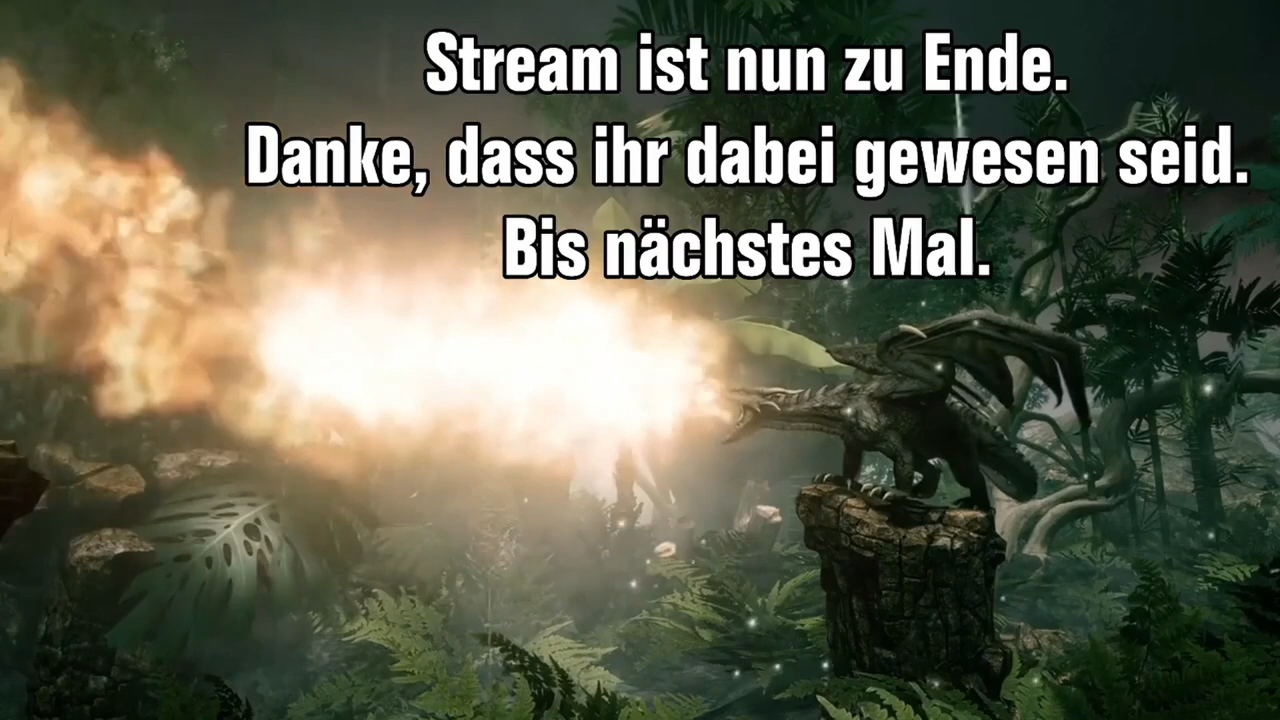 Stream ist nun zu Ende.
Danke, dass ihr dabei gewesen seid.
Bis nächstes Mal.